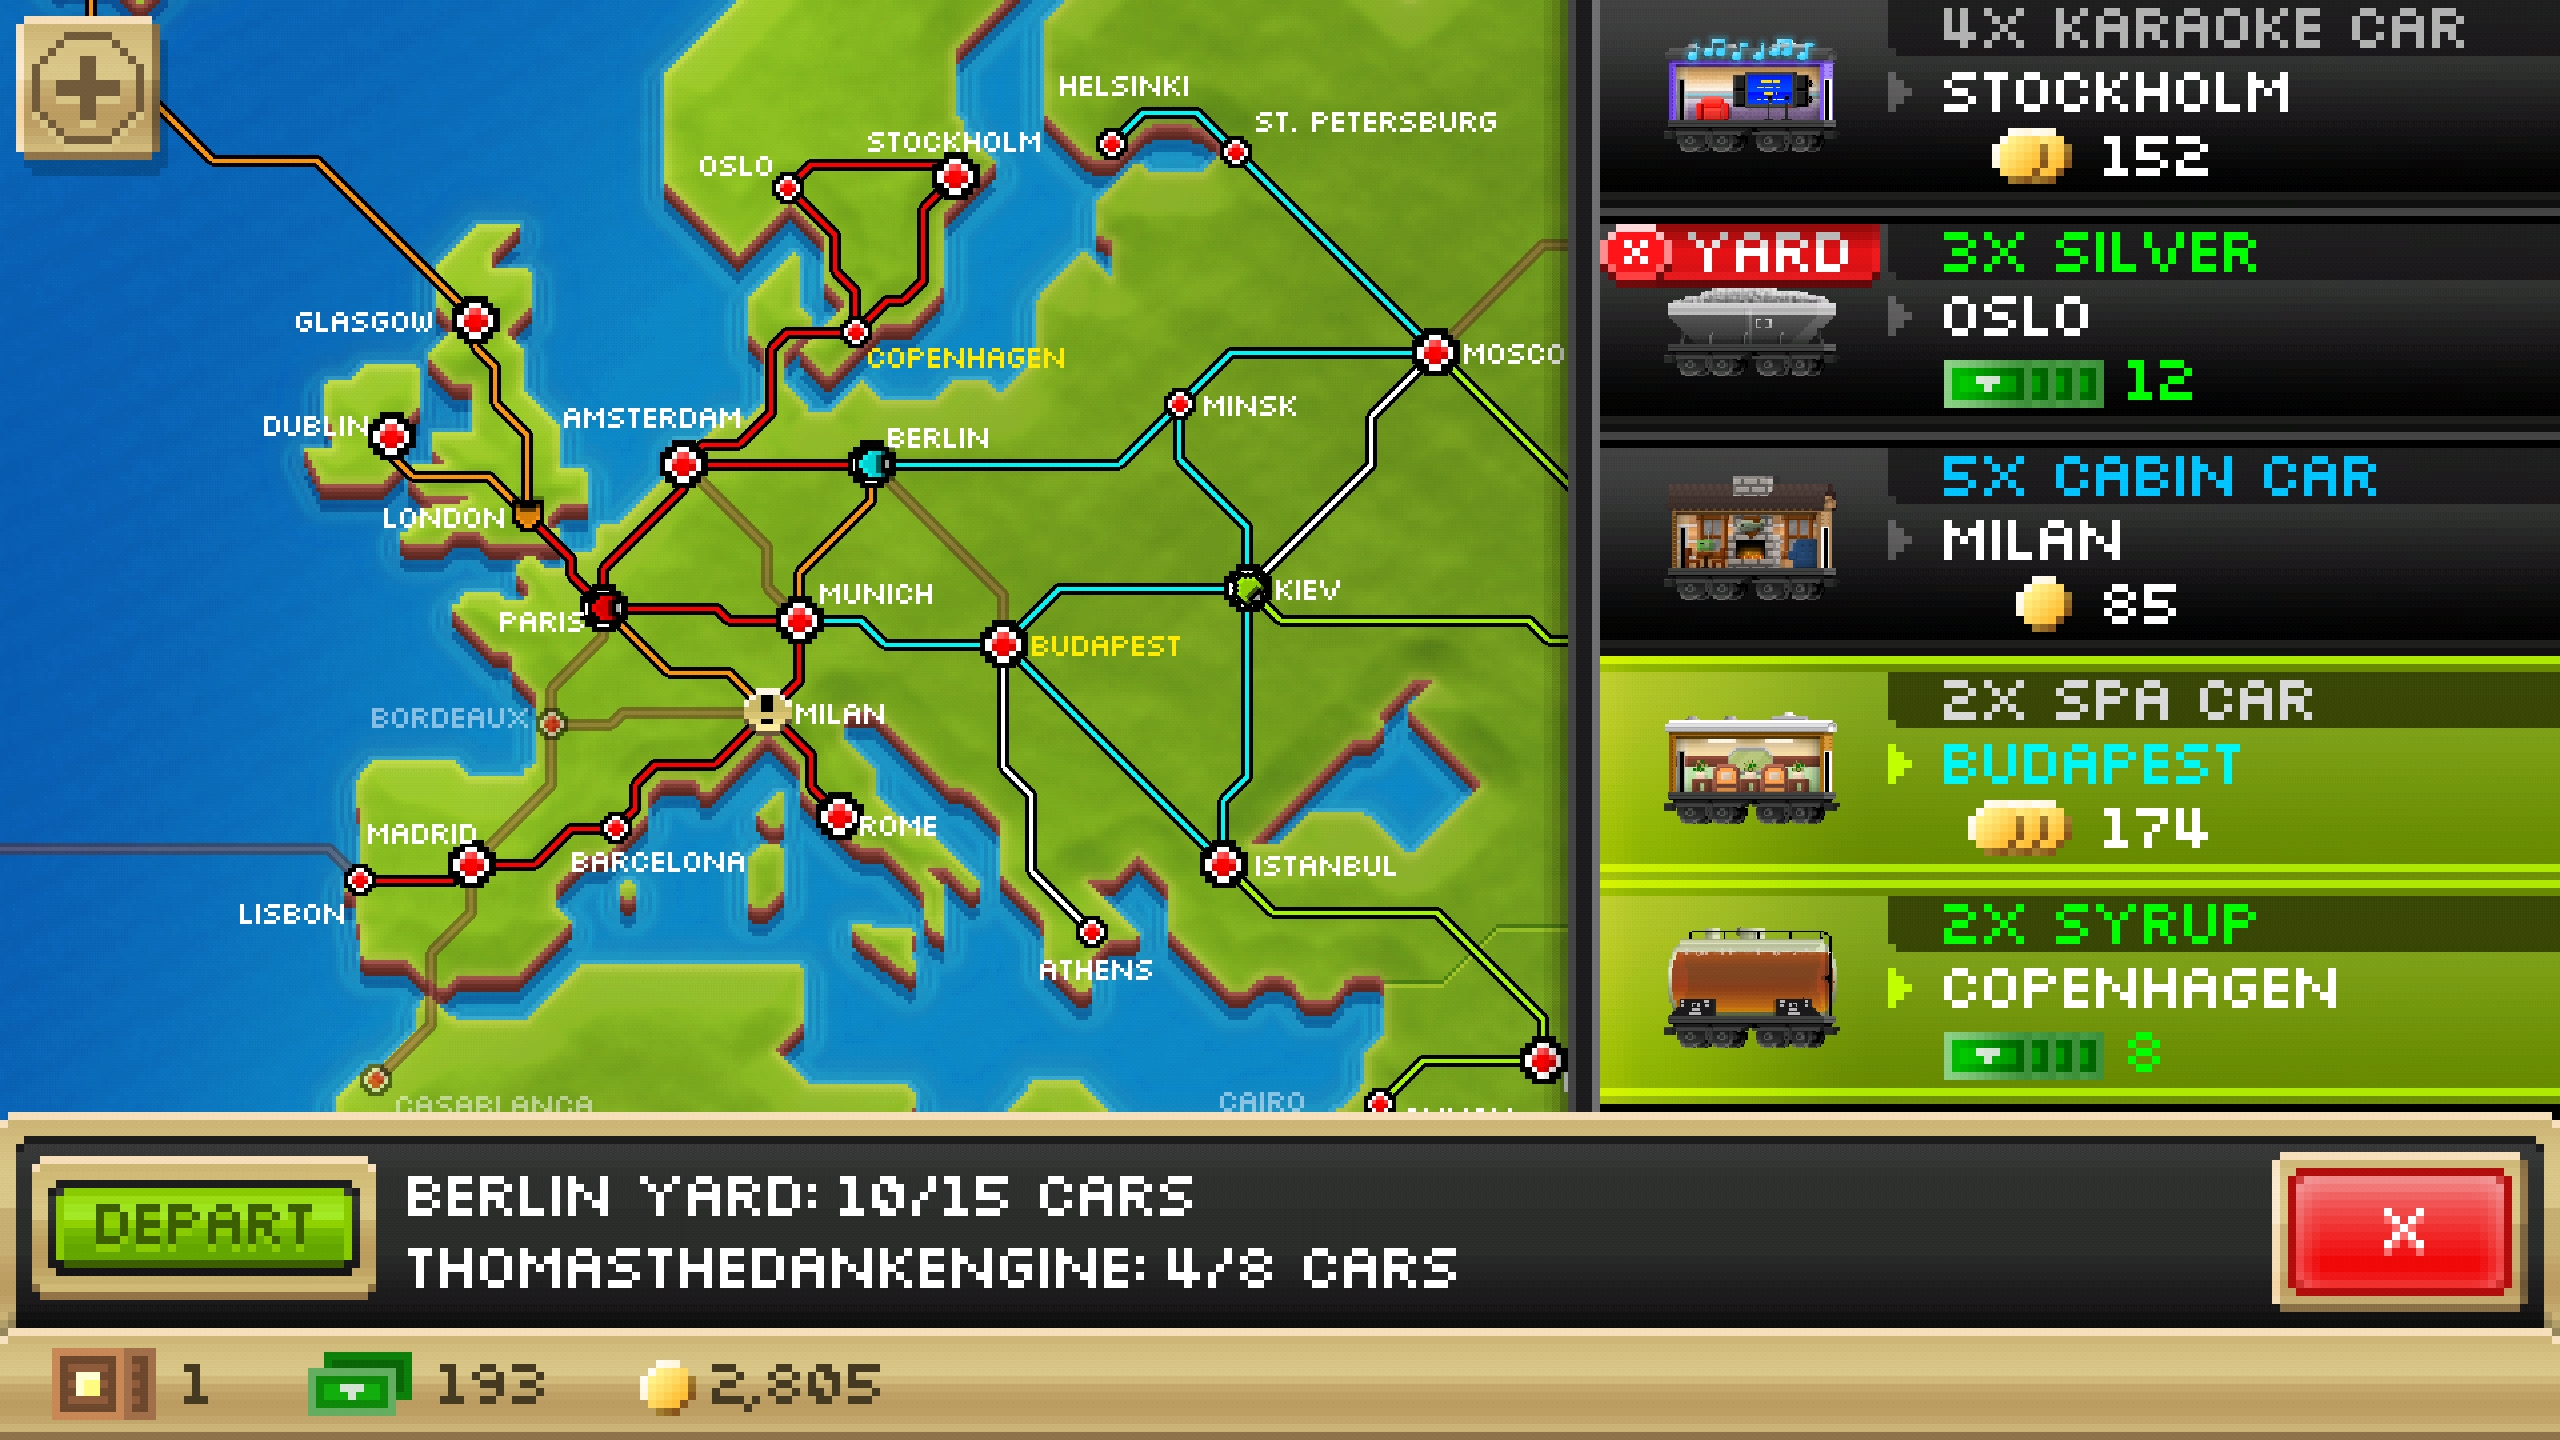 HELSINKI
ST. PETERSBURG
STOCKHOLM
OSLO
GLASGOW
COPENHAGEN
MOSCO
DUBLIN
AMSTERDAM
BERLIN
MINSK
LONDON
PARIS
MUNICH
KIEV
BUDAPEST
BORDEAUX
MILAN
MADRID
ROME
BARCELONA
ISTANBUL
LISBON
ATHENS
CASABLANCA
CAIRO
4X KARAOKE CAR
STOCKHOLM
152
X YARD
3X SILVER
OSLO
12
5X CABIN CAR
MILAN
85
2X SPA CAR
BUDAPEST
174
2X SYRUP
COPENHAGEN
8
DEPART
BERLIN YARD: 10/15 CARS
THOMASTHEDANKENGINE: 4/8 CARS
X
1
193
2,805